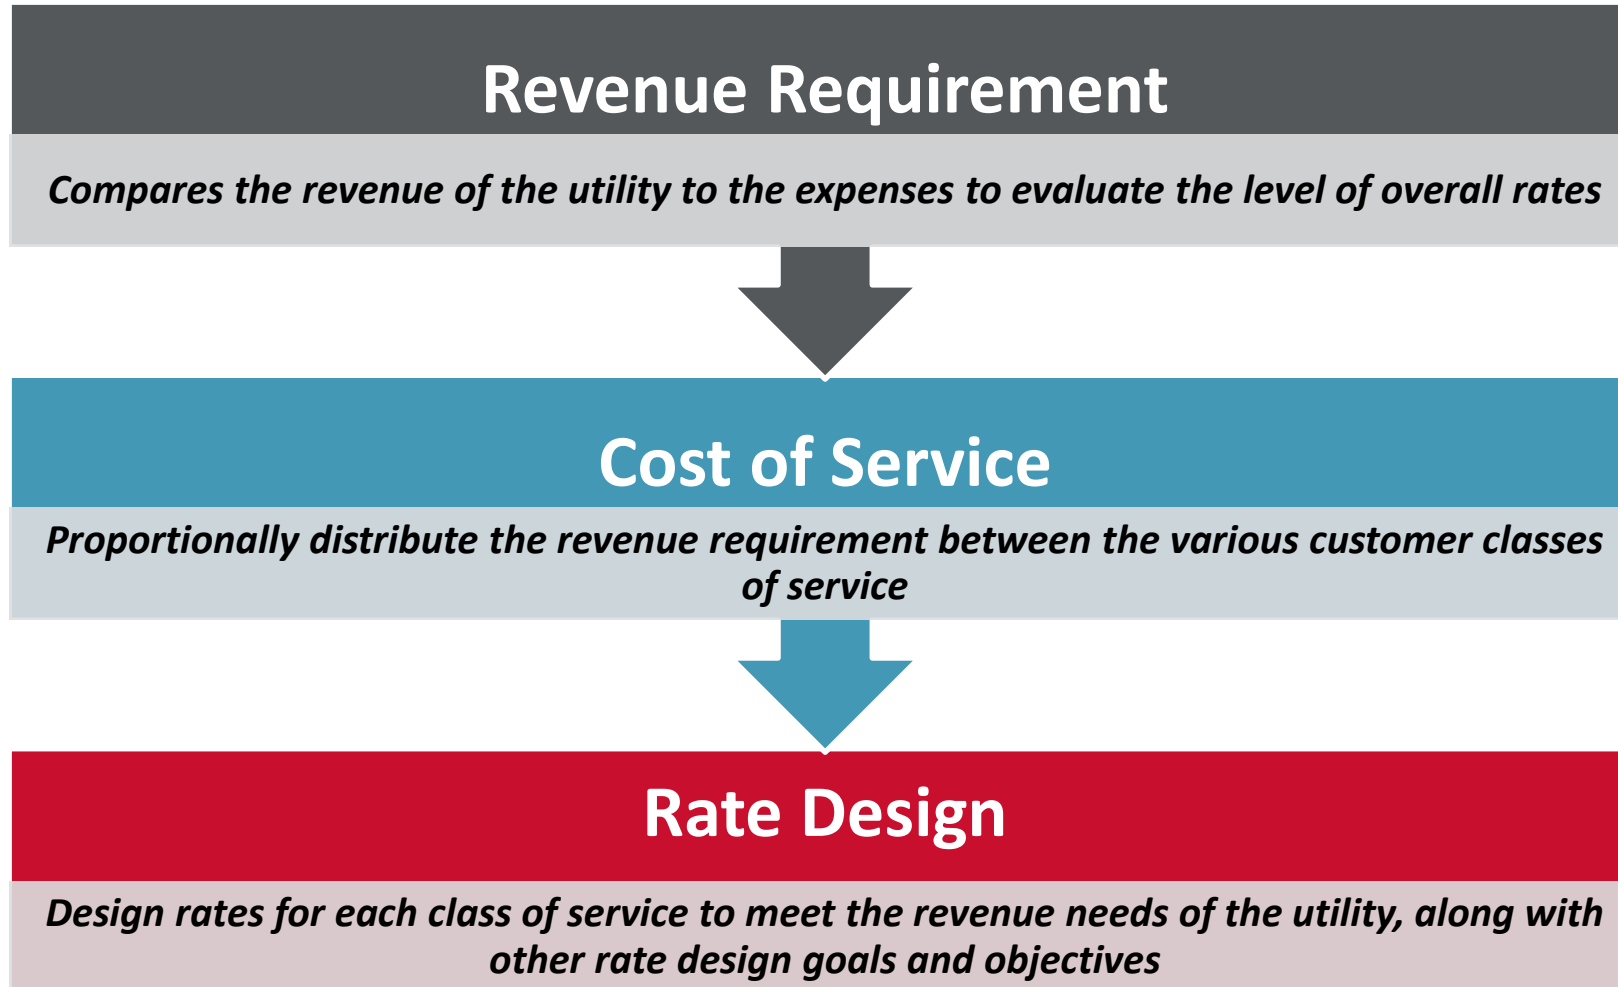 Revenue Requirement
Compares the revenue of the utility to the expenses to evaluate the level of overall rates
Cost of Service
Proportionally distribute the revenue requirement between the various customer classes
of service
Rate Design
Design rates for each class of service to meet the revenue needs of the utility, along with
other rate design goals and objectives